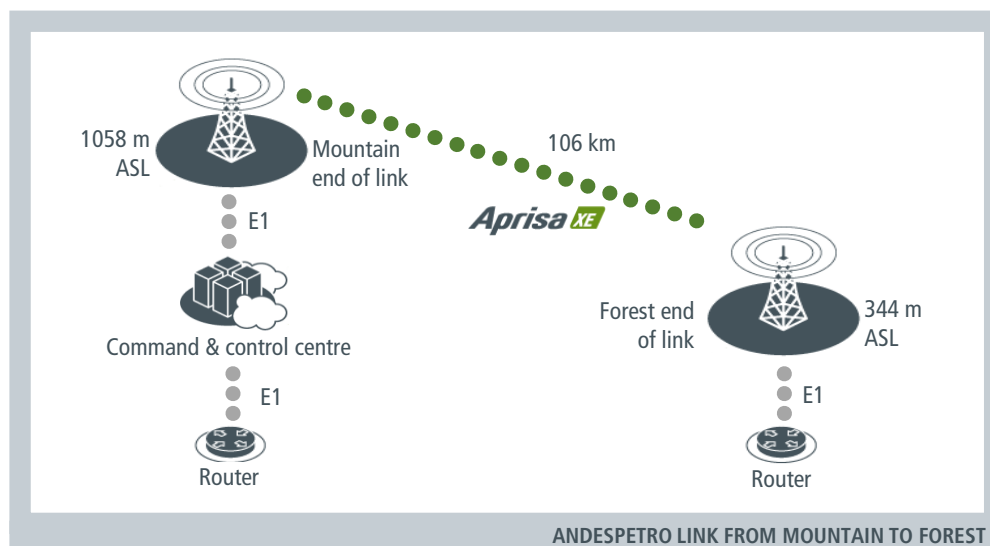 1058 m
ASL
Mountain
end of link
106 km
Aprisa XE
E1
Command & control centre
E1
Router
Forest end
of link
344 m
ASL
E1
Router
ANDESPETRO LINK FROM MOUNTAIN TO FOREST